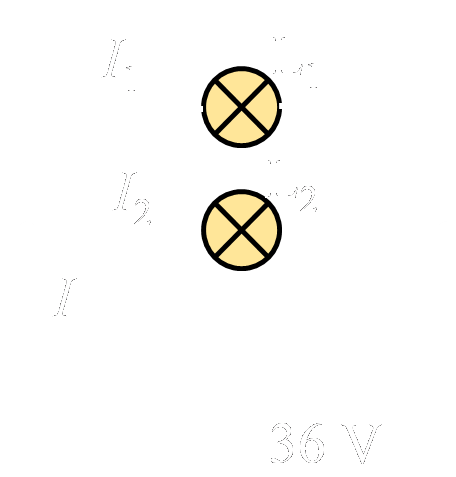 I₁ L₁
I₂ L₂
I
36 V